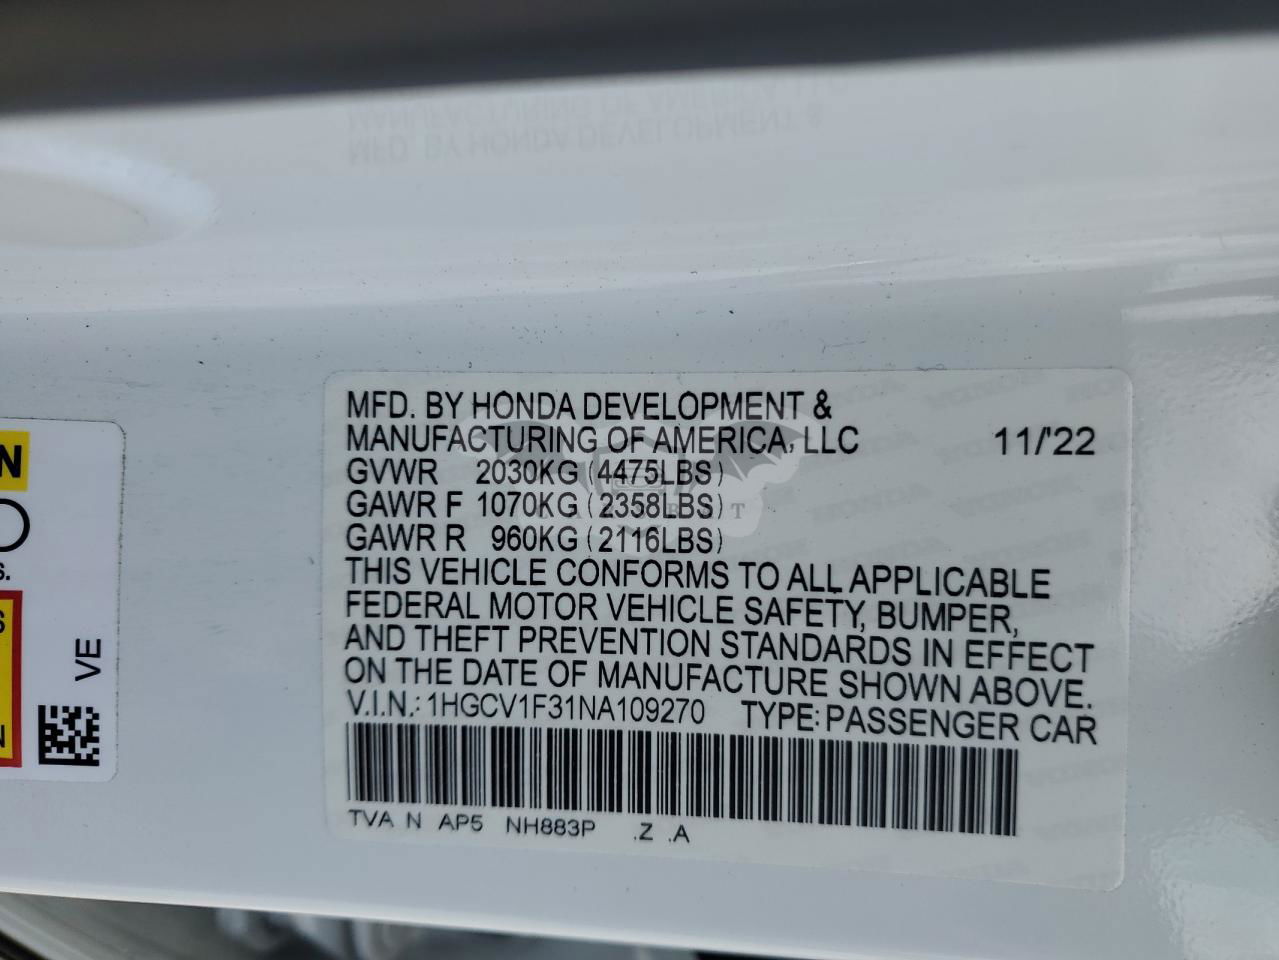 MFD. BY HONDA DEVELOPMENT &
MANUFACTURING OF AMERICA, LLC 11/'22
GVWR 2030KG (4475LBS)
GAWR F 1070KG (2358LBS)
GAWR R 960KG (2116LBS)
THIS VEHICLE CONFORMS TO ALL APPLICABLE
FEDERAL MOTOR VEHICLE SAFETY, BUMPER,
AND THEFT PREVENTION STANDARDS IN EFFECT
ON THE DATE OF MANUFACTURE SHOWN ABOVE.
V.I.N.: 1HGCV1F31NA109270 TYPE: PASSENGER CAR
TVA N AP5 NH883P .Z .A
VE